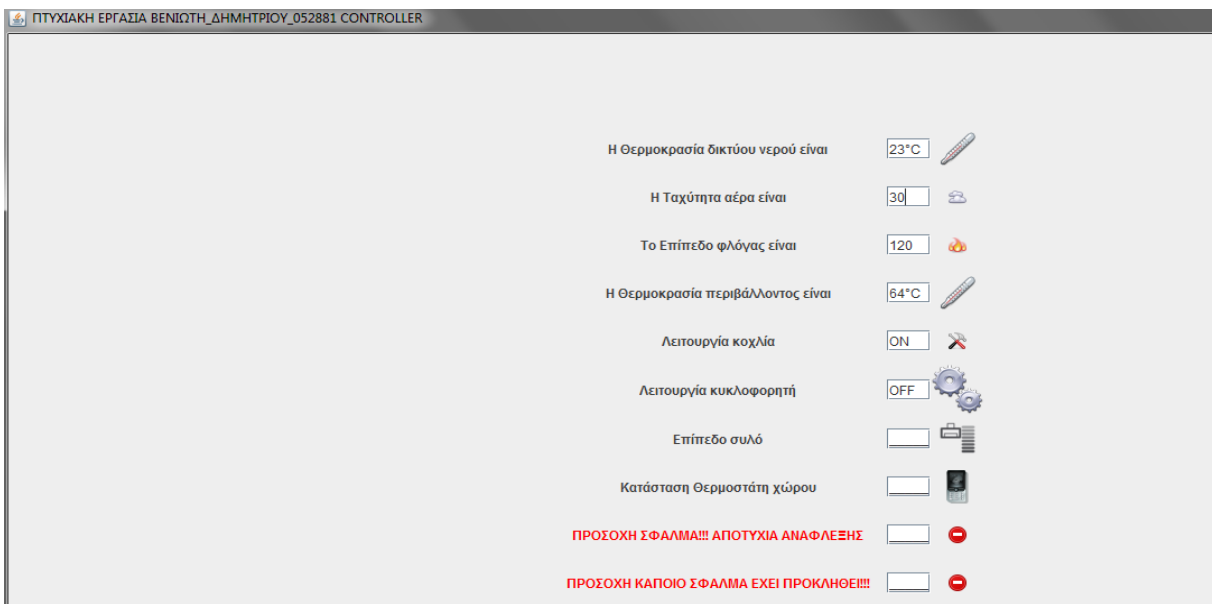 ΠΤΥΧΙΑΚΗ ΕΡΓΑΣΙΑ ΒΕΝΙΩΤΗ_ΔΗΜΗΤΡΙΟΥ_052881 CONTROLLER
Η Θερμοκρασία δικτύου νερού είναι 23°C
Η Ταχύτητα αέρα είναι 30
Το Επίπεδο φλόγας είναι 120
Η Θερμοκρασία περιβάλλοντος είναι 64°C
Λειτουργία κοχλία ON
Λειτουργία κυκλοφορητή OFF
Επίπεδο συλό
Κατάσταση Θερμοστάτη χώρου
ΠΡΟΣΟΧΗ ΣΦΑΛΜΑ!!! ΑΠΟΤΥΧΙΑ ΑΝΑΦΛΕΞΗΣ
ΠΡΟΣΟΧΗ ΚΑΠΟΙΟ ΣΦΑΛΜΑ ΕΧΕΙ ΠΡΟΚΛΗΘΕΙ!!!